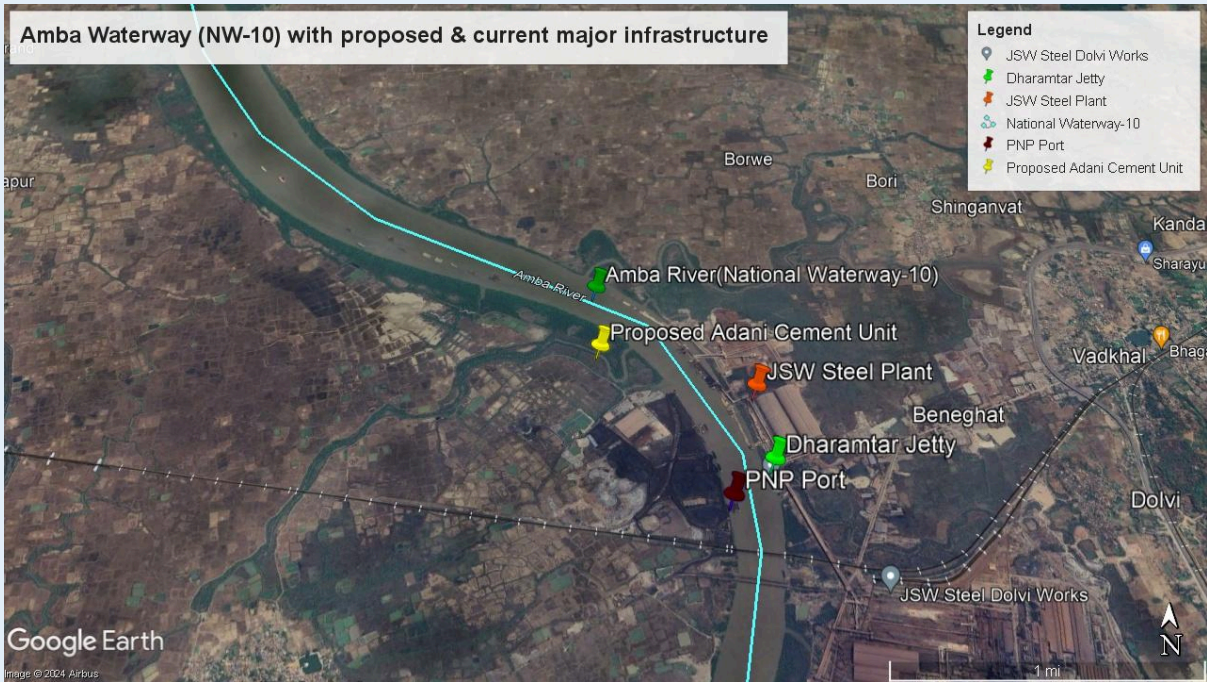 Amba Waterway (NW-10) with proposed & current major infrastructure
Legend
JSW Steel Dolvi Works
Dharamtar Jetty
JSW Steel Plant
National Waterway-10
PNP Port
Proposed Adani Cement Unit
apur
Borwe
Bori
Shinganvat
Kanda
Sharayu
Amba River
Amba River(National Waterway-10)
Proposed Adani Cement Unit
Vadkhal
Bhaga
JSW Steel Plant
Beneghat
Dharamtar Jetty
PNP Port
Dolvi
JSW Steel Dolvi Works
N
Google Earth
Image © 2024 Airbus
1 mi